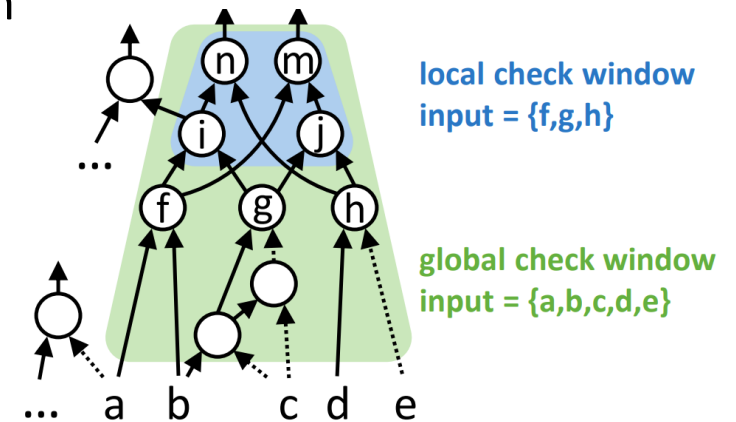 n m
local check window
input = {f,g,h}
i j
...
f g h
global check window
input = {a,b,c,d,e}
... a b c d e